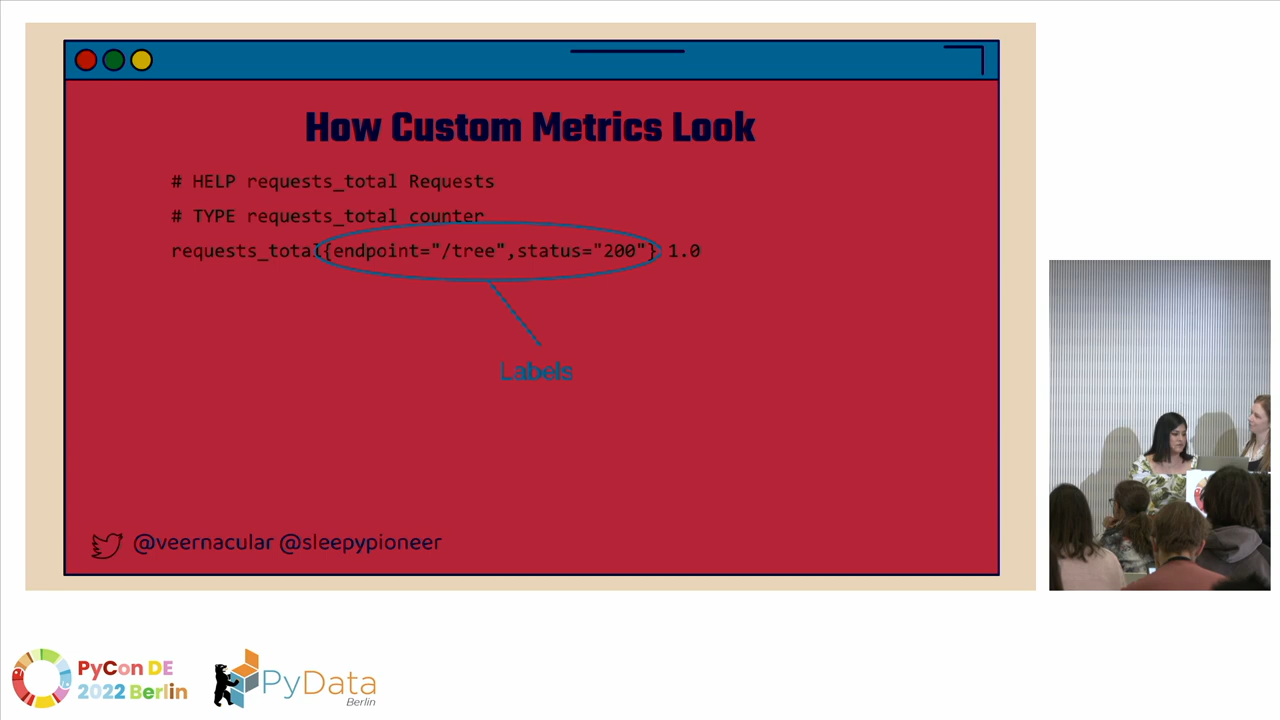 How Custom Metrics Look
# HELP requests_total Requests
# TYPE requests_total counter
requests_total{endpoint="/tree",status="200"} 1.0
Labels
@veernacular @sleepypioneer
PyCon DE
2022 Berlin
PyData
Berlin